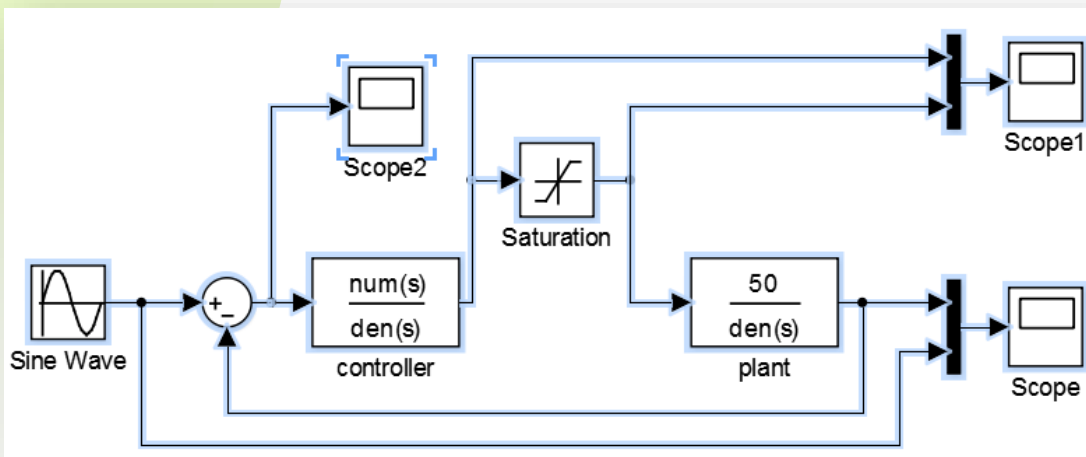 Scope2
Scope1
Saturation
Sine Wave
+
−
num(s)
den(s)
controller
50
den(s)
plant
Scope